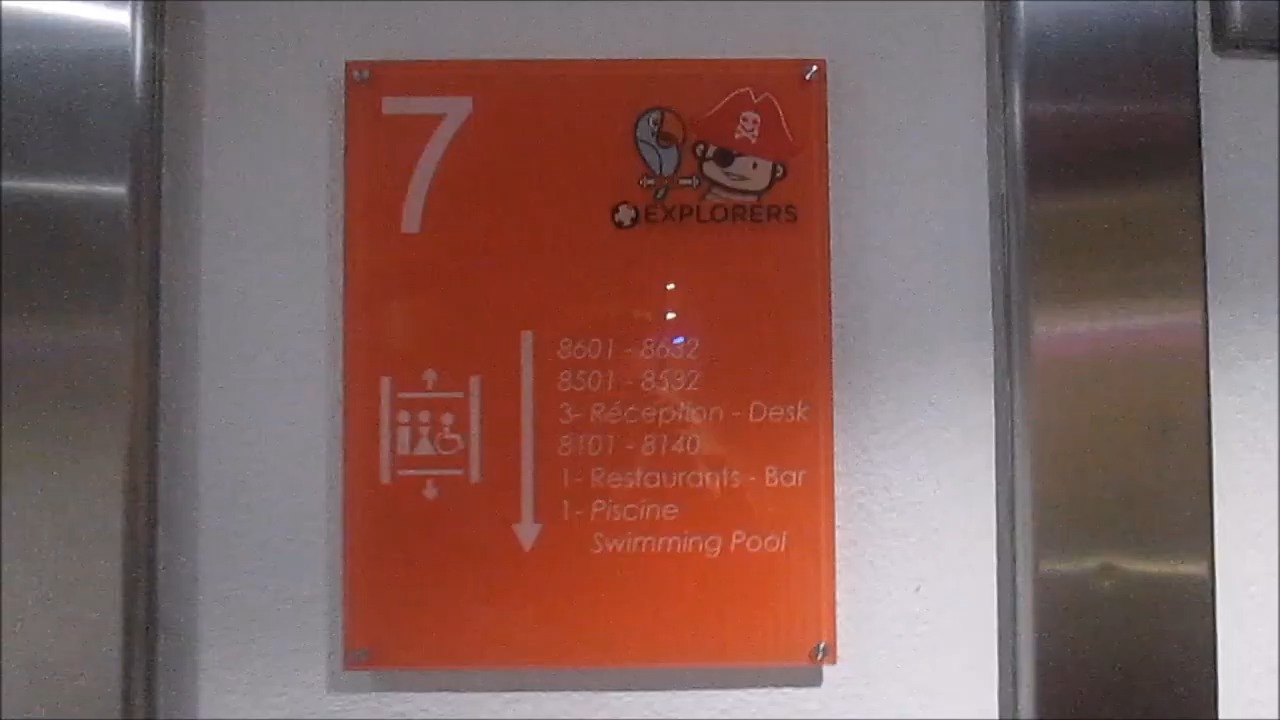 7
EXPLORERS
8601 - 8632
8501 - 8532
3- Réception - Desk
8101 - 8140
1- Restaurants - Bar
1- Piscine
Swimming Pool